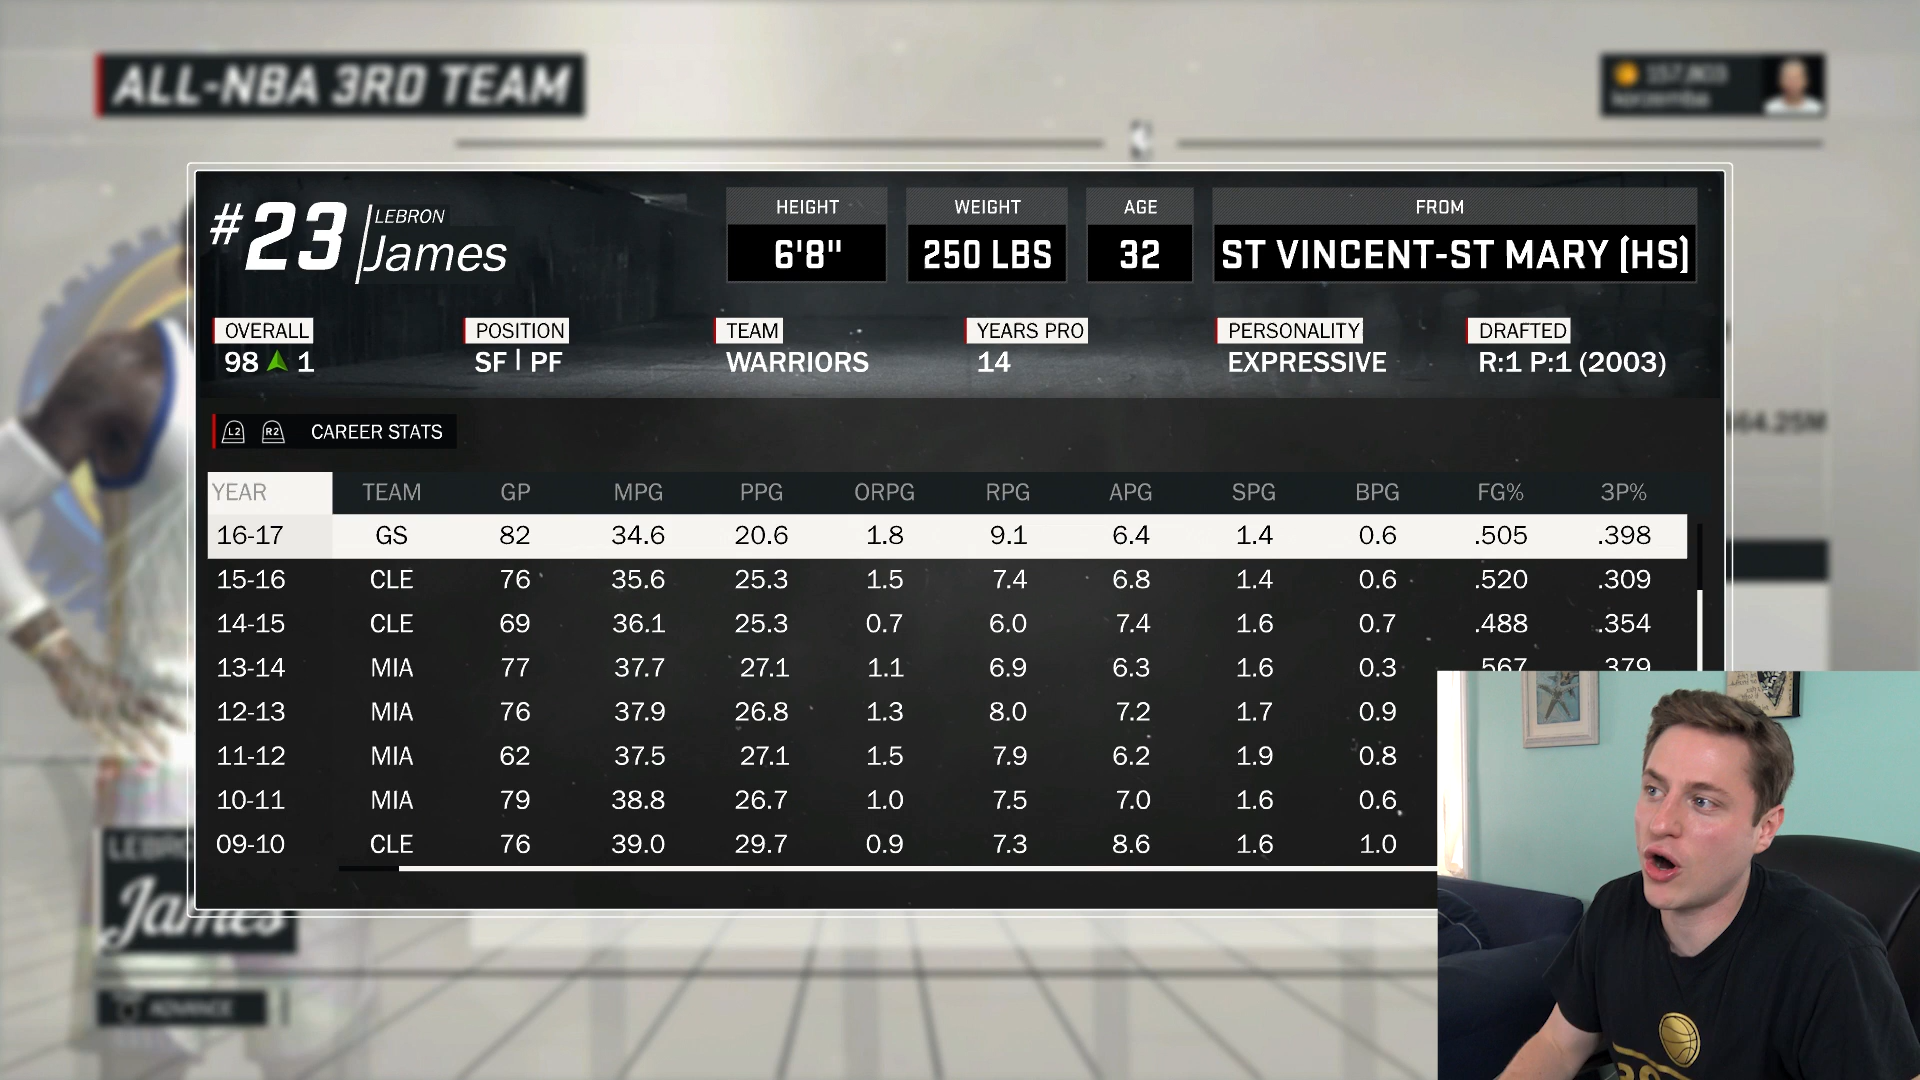 ALL-NBA 3RD TEAM
157,803
korzemba
#23 LEBRON James
HEIGHT WEIGHT AGE FROM
6'8" 250 LBS 32 ST VINCENT-ST MARY (HS)
OVERALL POSITION TEAM YEARS PRO PERSONALITY DRAFTED
98 1 SF | PF WARRIORS 14 EXPRESSIVE R:1 P:1 (2003)
L2 R2 CAREER STATS
YEAR TEAM GP MPG PPG ORPG RPG APG SPG BPG FG% 3P%
16-17 GS 82 34.6 20.6 1.8 9.1 6.4 1.4 0.6 .505 .398
15-16 CLE 76 35.6 25.3 1.5 7.4 6.8 1.4 0.6 .520 .309
14-15 CLE 69 36.1 25.3 0.7 6.0 7.4 1.6 0.7 .488 .354
13-14 MIA 77 37.7 27.1 1.1 6.9 6.3 1.6 0.3 .567 .379
12-13 MIA 76 37.9 26.8 1.3 8.0 7.2 1.7 0.9
11-12 MIA 62 37.5 27.1 1.5 7.9 6.2 1.9 0.8
10-11 MIA 79 38.8 26.7 1.0 7.5 7.0 1.6 0.6
09-10 CLE 76 39.0 29.7 0.9 7.3 8.6 1.6 1.0
James
ADVANCE